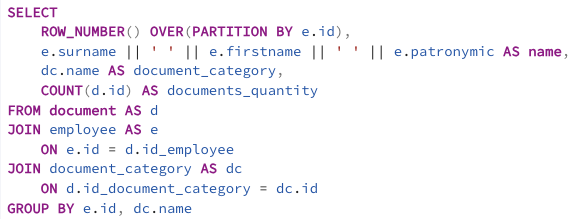 SELECT
    ROW_NUMBER() OVER(PARTITION BY e.id),
    e.surname || ' ' || e.firstname || ' ' || e.patronymic AS name,
    dc.name AS document_category,
    COUNT(d.id) AS documents_quantity
FROM document AS d
JOIN employee AS e
    ON e.id = d.id_employee
JOIN document_category AS dc
    ON d.id_document_category = dc.id
GROUP BY e.id, dc.name